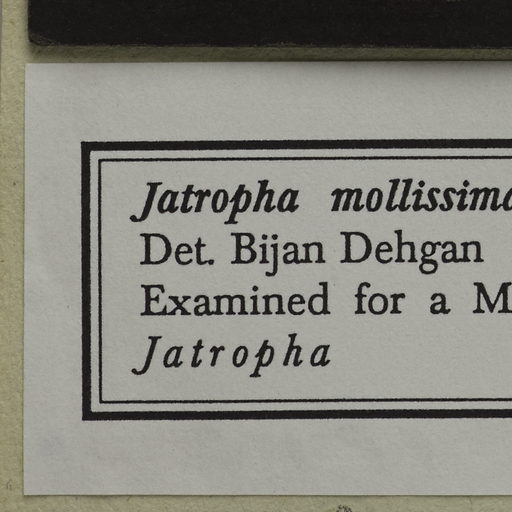 Jatropha mollissima
Det. Bijan Dehgan
Examined for a M
Jatropha